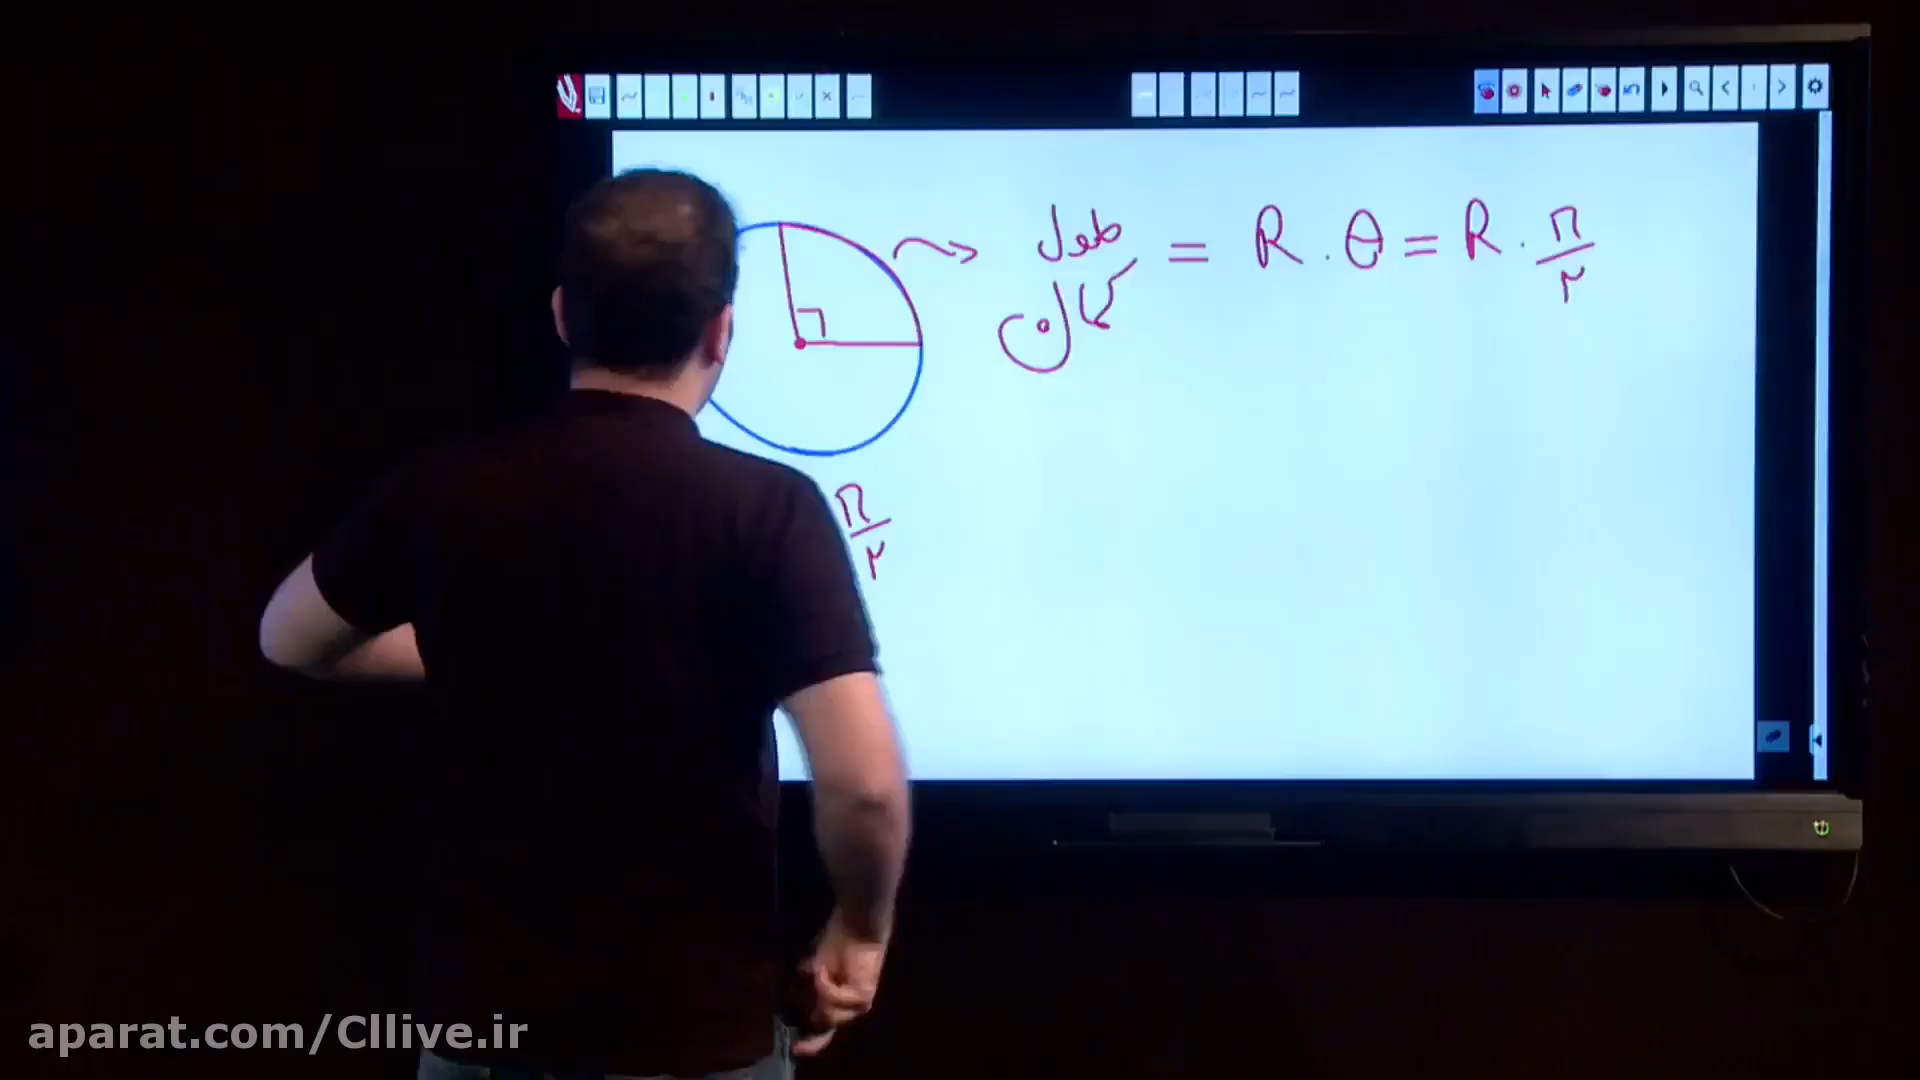 طول کمان = R . θ = R . π/۲
π/۲
aparat.com/Cllive.ir